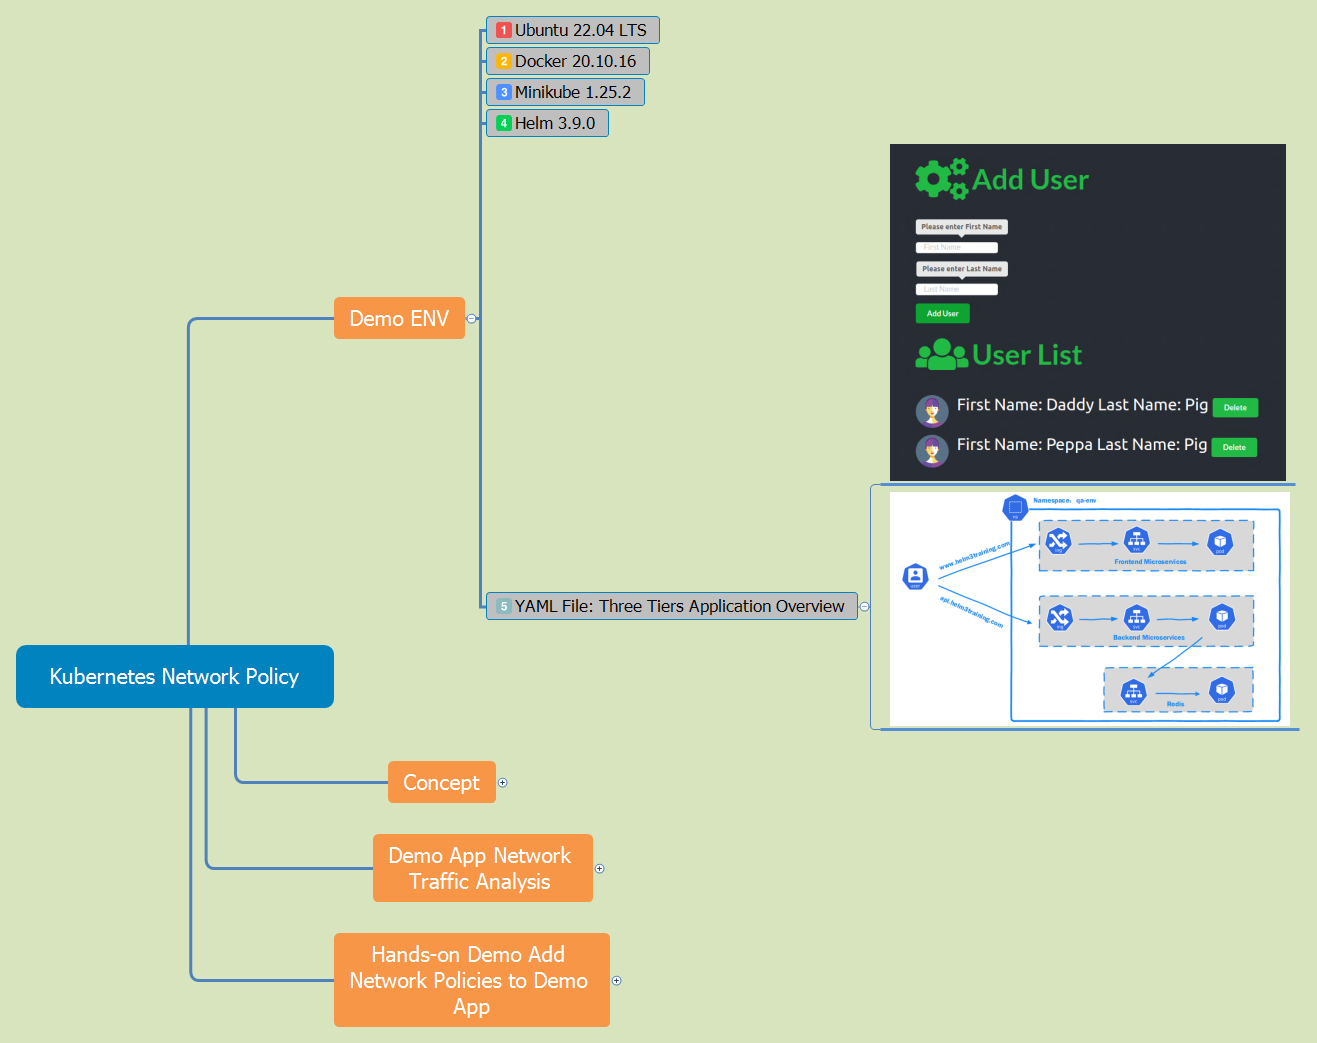 1 Ubuntu 22.04 LTS
2 Docker 20.10.16
3 Minikube 1.25.2
4 Helm 3.9.0
Add User
Please enter First Name
First Name
Please enter Last Name
Last Name
Add User
User List
First Name: Daddy Last Name: Pig Delete
First Name: Peppa Last Name: Pig Delete
Demo ENV
5 YAML File: Three Tiers Application Overview
Namespace: qa-env
ns
www.helm3training.com
ing
svc
pod
Frontend Microservices
user
api.helm3training.com
ing
svc
pod
Backend Microservices
svc
pod
Redis
Kubernetes Network Policy
Concept
Demo App Network
Traffic Analysis
Hands-on Demo Add
Network Policies to Demo
App